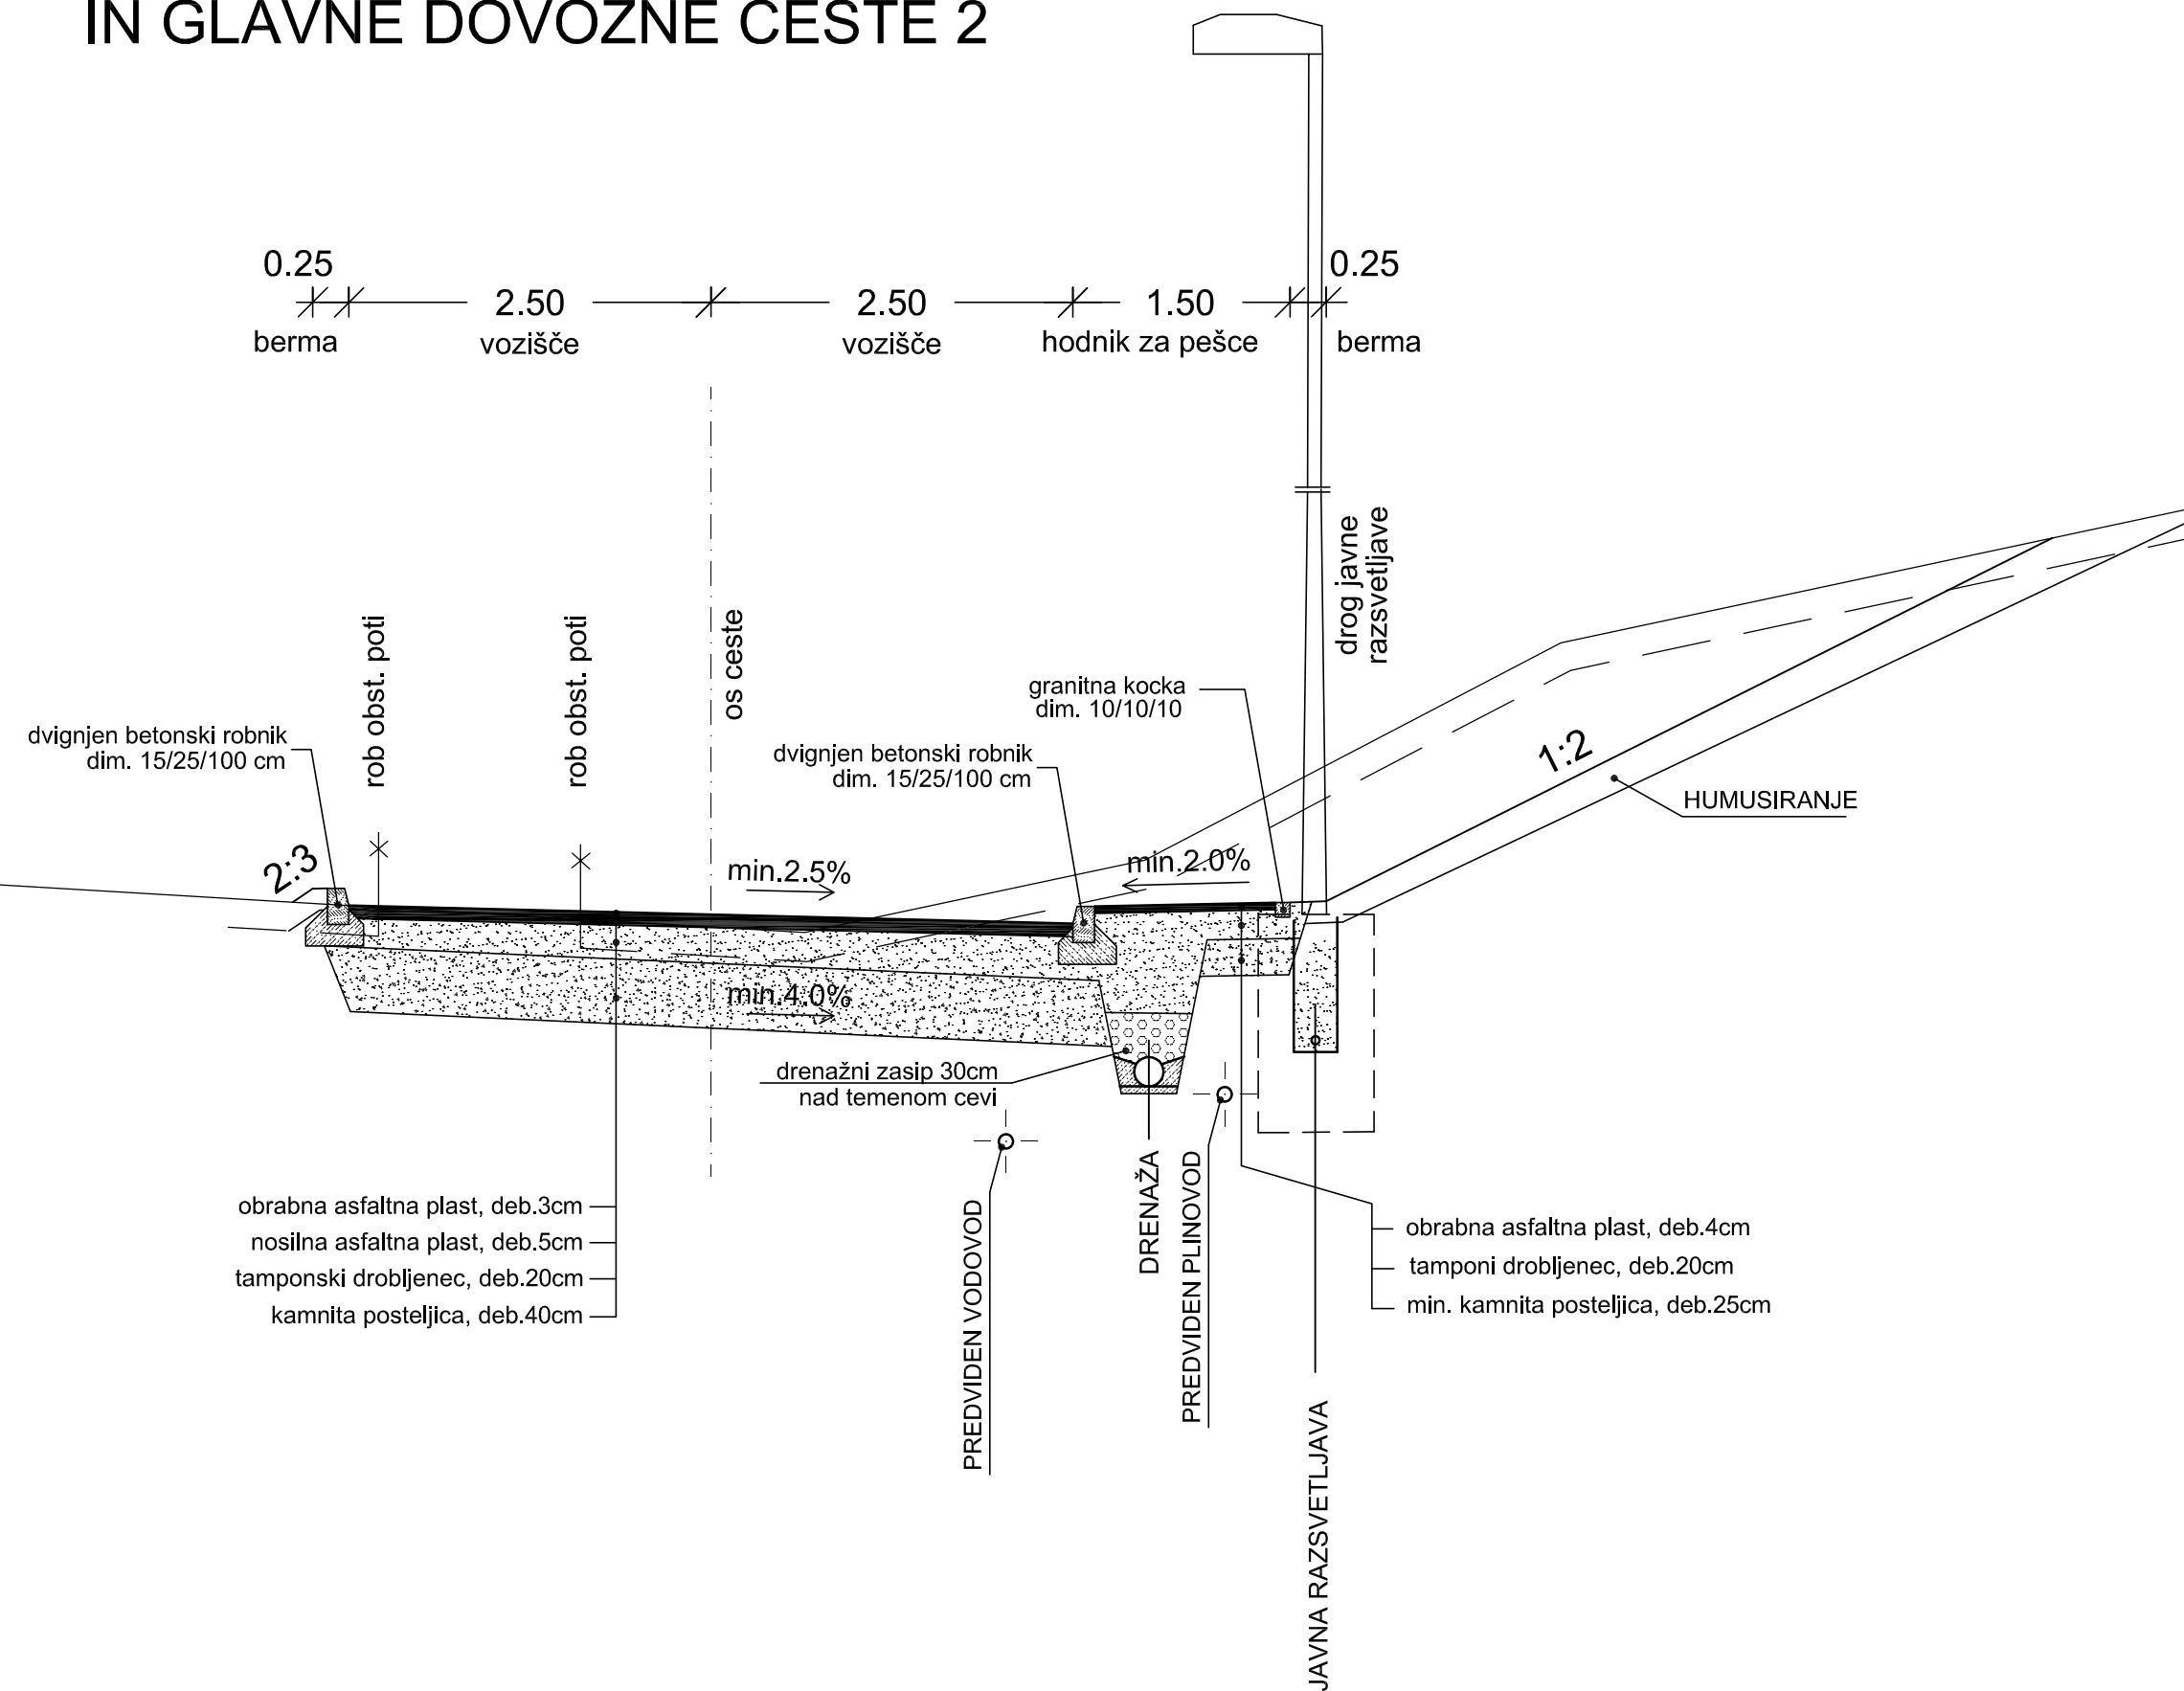 IN GLAVNE DOVOZNE CESTE 2
0.25
0.25
2.50
2.50
1.50
berma
vozišče
vozišče
hodnik za pešce
berma
drog javne
razsvetljave
rob obst. poti
rob obst. poti
os ceste
granitna kocka
dim. 10/10/10
dvignjen betonski robnik
dim. 15/25/100 cm
dvignjen betonski robnik
dim. 15/25/100 cm
1:2
HUMUSIRANJE
2:3
min.2.5%
min.2.0%
min.4.0%
drenažni zasip 30cm
nad temenom cevi
obrabna asfaltna plast, deb.3cm
nosilna asfaltna plast, deb.5cm
tamponski drobljenec, deb.20cm
kamnita posteljica, deb.40cm
PREDVIDEN VODOVOD
DRENAŽA
PREDVIDEN PLINOVOD
JAVNA RAZSVETLJAVA
obrabna asfaltna plast, deb.4cm
tamponi drobljenec, deb.20cm
min. kamnita posteljica, deb.25cm